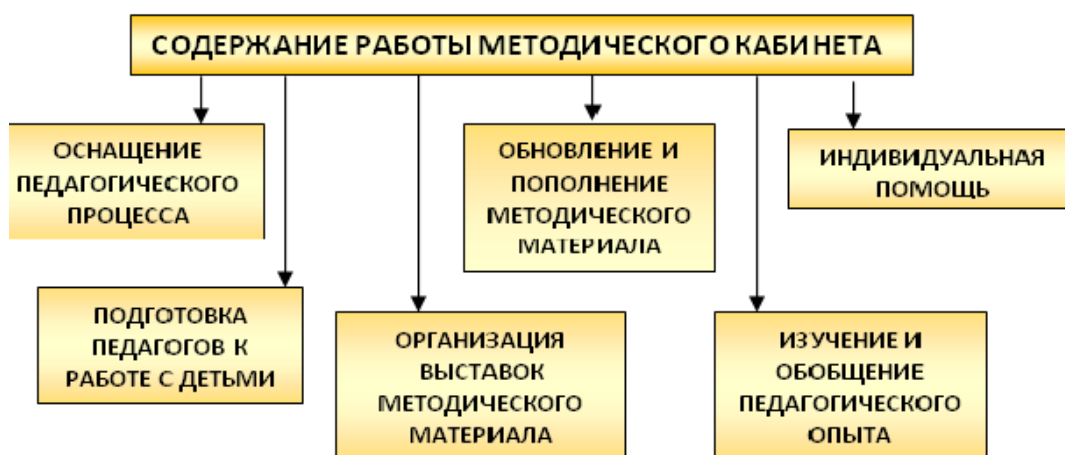 СОДЕРЖАНИЕ РАБОТЫ МЕТОДИЧЕСКОГО КАБИНЕТА
ОСНАЩЕНИЕ
ПЕДАГОГИЧЕСКОГО
ПРОЦЕССА
ОБНОВЛЕНИЕ И
ПОПОЛНЕНИЕ
МЕТОДИЧЕСКОГО
МАТЕРИАЛА
ИНДИВИДУАЛЬНАЯ
ПОМОЩЬ
ПОДГОТОВКА
ПЕДАГОГОВ К
РАБОТЕ С ДЕТЬМИ
ОРГАНИЗАЦИЯ
ВЫСТАВОК
МЕТОДИЧЕСКОГО
МАТЕРИАЛА
ИЗУЧЕНИЕ И
ОБОБЩЕНИЕ
ПЕДАГОГИЧЕСКОГО
ОПЫТА